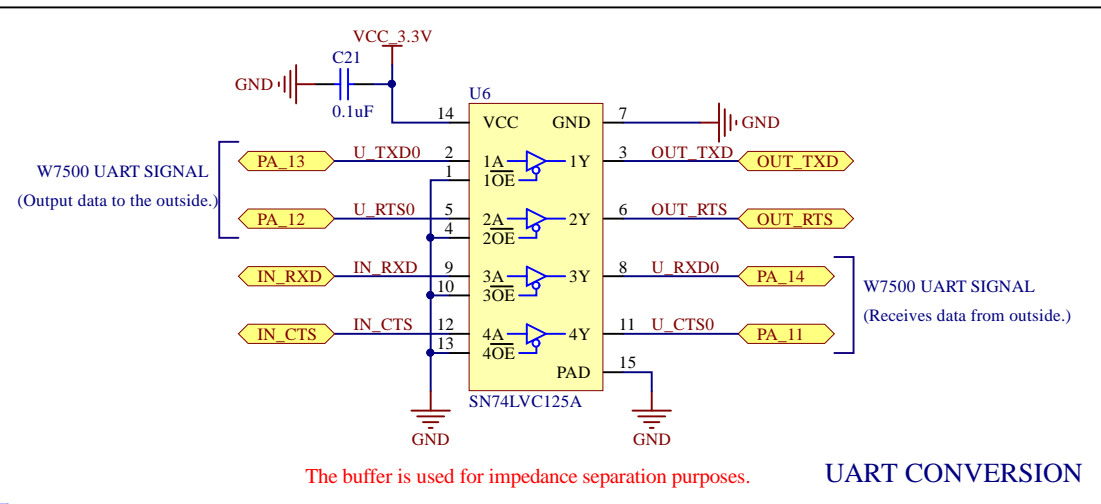 VCC_3.3V
C21
GND
0.1uF
U6
14 VCC GND 7 GND
W7500 UART SIGNAL
(Output data to the outside.)
PA_13 U_TXD0 2 1A 1Y 3 OUT_TXD OUT_TXD
1 1OE
PA_12 U_RTS0 5 2A 2Y 6 OUT_RTS OUT_RTS
4 2OE
IN_RXD IN_RXD 9 3A 3Y 8 U_RXD0 PA_14
10 3OE
W7500 UART SIGNAL
(Receives data from outside.)
IN_CTS IN_CTS 12 4A 4Y 11 U_CTS0 PA_11
13 4OE
PAD 15
SN74LVC125A
GND
GND
The buffer is used for impedance separation purposes.
UART CONVERSION